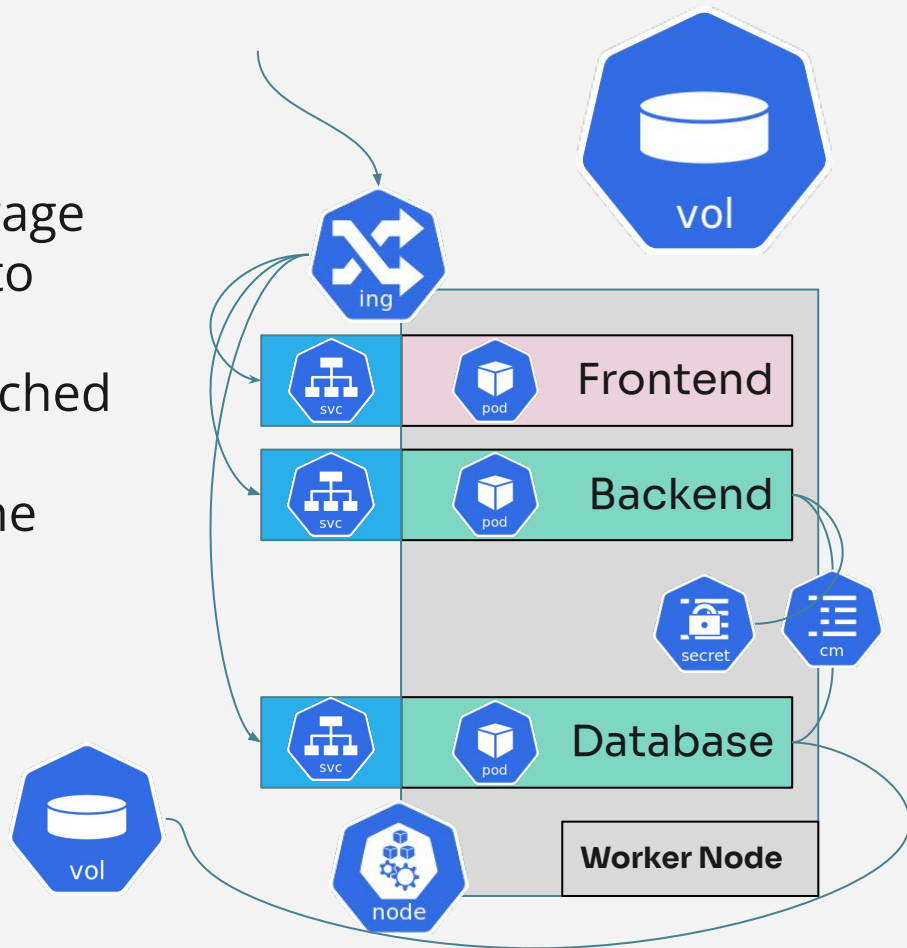 age
to
ched
ne
vol
ing
svc
pod
Frontend
svc
pod
Backend
secret
cm
svc
pod
Database
vol
node
Worker Node